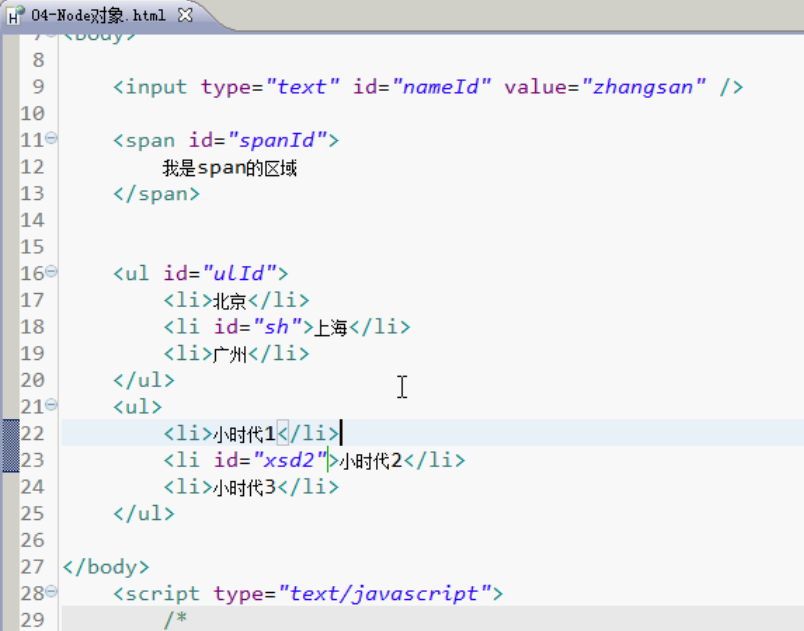 04-Node对象.html
7 <body>
8
9 <input type="text" id="nameId" value="zhangsan" />
10
11 <span id="spanId">
12 我是span的区域
13 </span>
14
15
16 <ul id="ulId">
17 <li>北京</li>
18 <li id="sh">上海</li>
19 <li>广州</li>
20 </ul>
21 <ul>
22 <li>小时代1</li>
23 <li id="xsd2">小时代2</li>
24 <li>小时代3</li>
25 </ul>
26
27 </body>
28 <script type="text/javascript">
29 /*